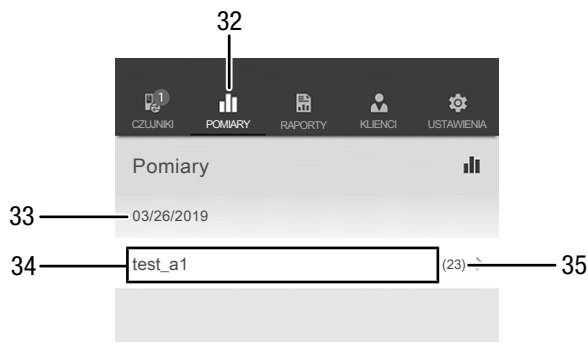 32
1
CZUJNIKI POMIARY RAPORTY KLIENCI USTAWIENIA
Pomiary
33 03/26/2019
34 test_a1 (23) 35